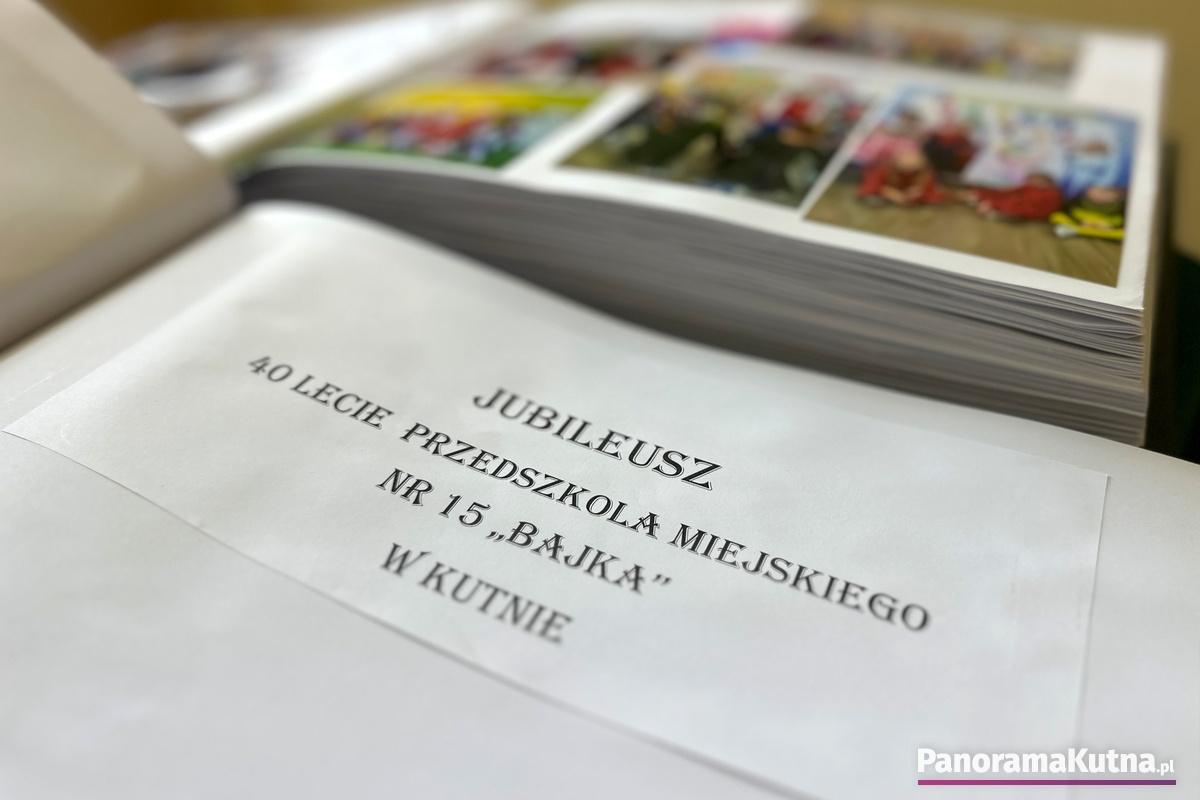 JUBILEUSZ
40 LECIE PRZEDSZKOLA MIEJSKIEGO
NR 15 „BAJKA”
W KUTNIE
PanoramaKutna.pl